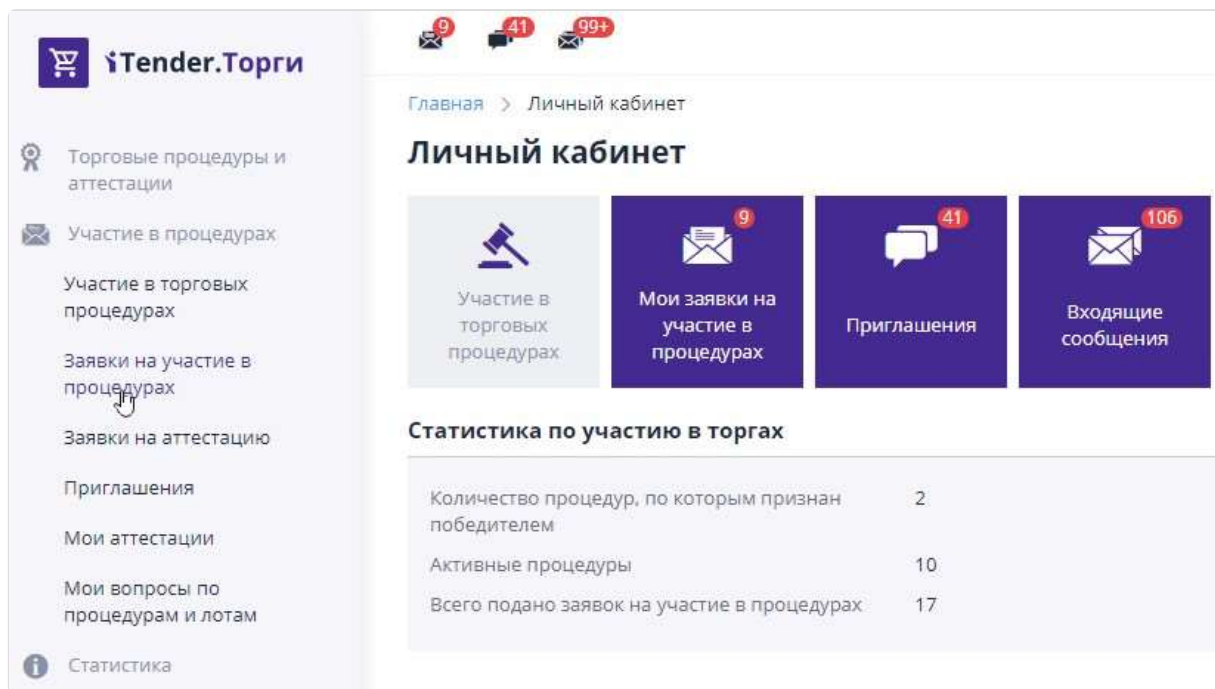 iTender.Торги
Торговые процедуры и
аттестации
Участие в процедурах
Участие в торговых
процедурах
Заявки на участие в
процедурах
Заявки на аттестацию
Приглашения
Мои аттестации
Мои вопросы по
процедурам и лотам
Статистика
9 41 99+
Главная > Личный кабинет
Личный кабинет
Участие в
торговых
процедурах
9
Мои заявки на
участие в
процедурах
41
Приглашения
106
Входящие
сообщения
Статистика по участию в торгах
Количество процедур, по которым признан 2
победителем
Активные процедуры 10
Всего подано заявок на участие в процедурах 17